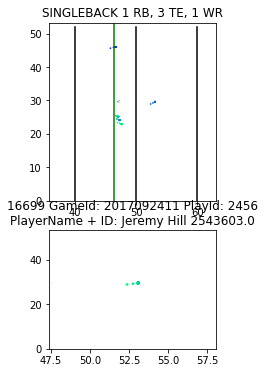 SINGLEBACK 1 RB, 3 TE, 1 WR
50
40
30
20
10
0
40 50 60
16699 GameId: 2017092411 PlayId: 2456
PlayerName + ID: Jeremy Hill 2543603.0
40
20
0
47.5 50.0 52.5 55.0 57.5